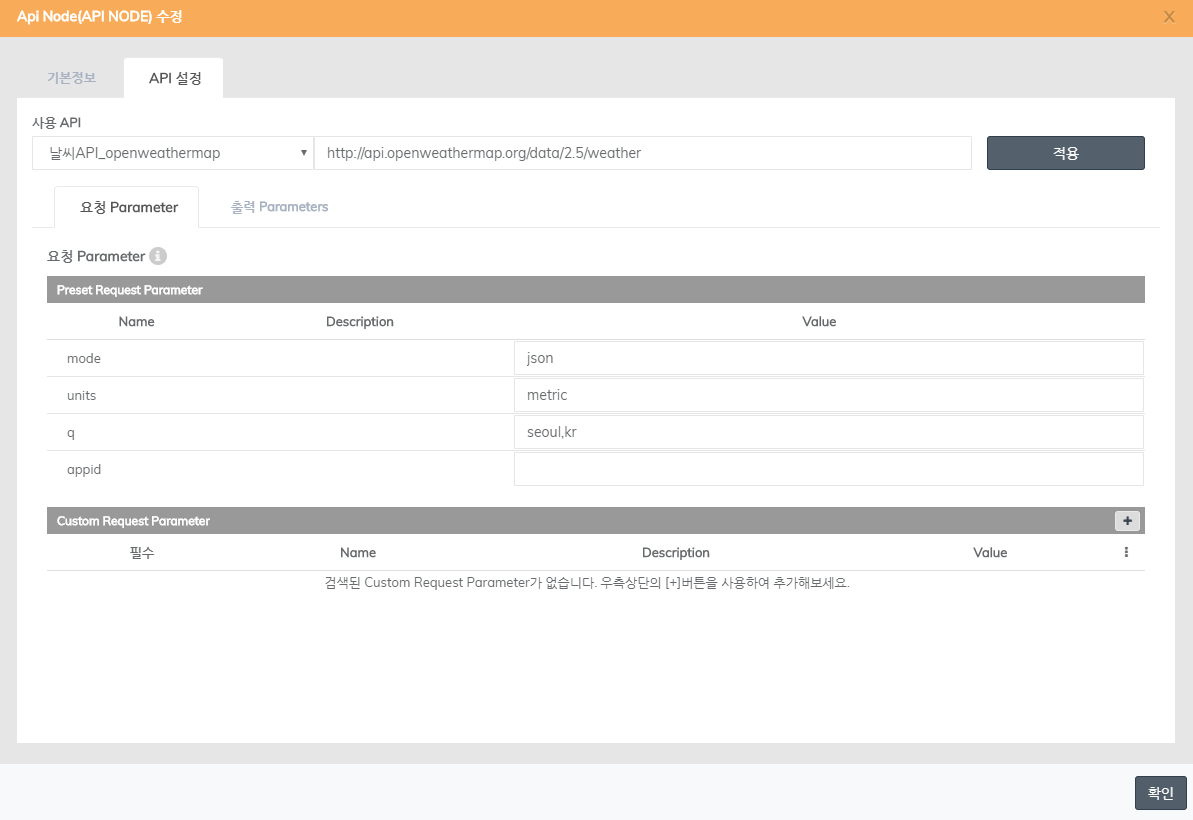 Api Node(API NODE) 수정 X
기본정보 API 설정
사용 API
날씨API_openweathermap http://api.openweathermap.org/data/2.5/weather 적용
요청 Parameter 출력 Parameters
요청 Parameter
Preset Request Parameter
Name Description Value
mode json
units metric
q seoul,kr
appid
Custom Request Parameter +
필수 Name Description Value
검색된 Custom Request Parameter가 없습니다. 우측상단의 [+]버튼을 사용하여 추가해보세요.
확인